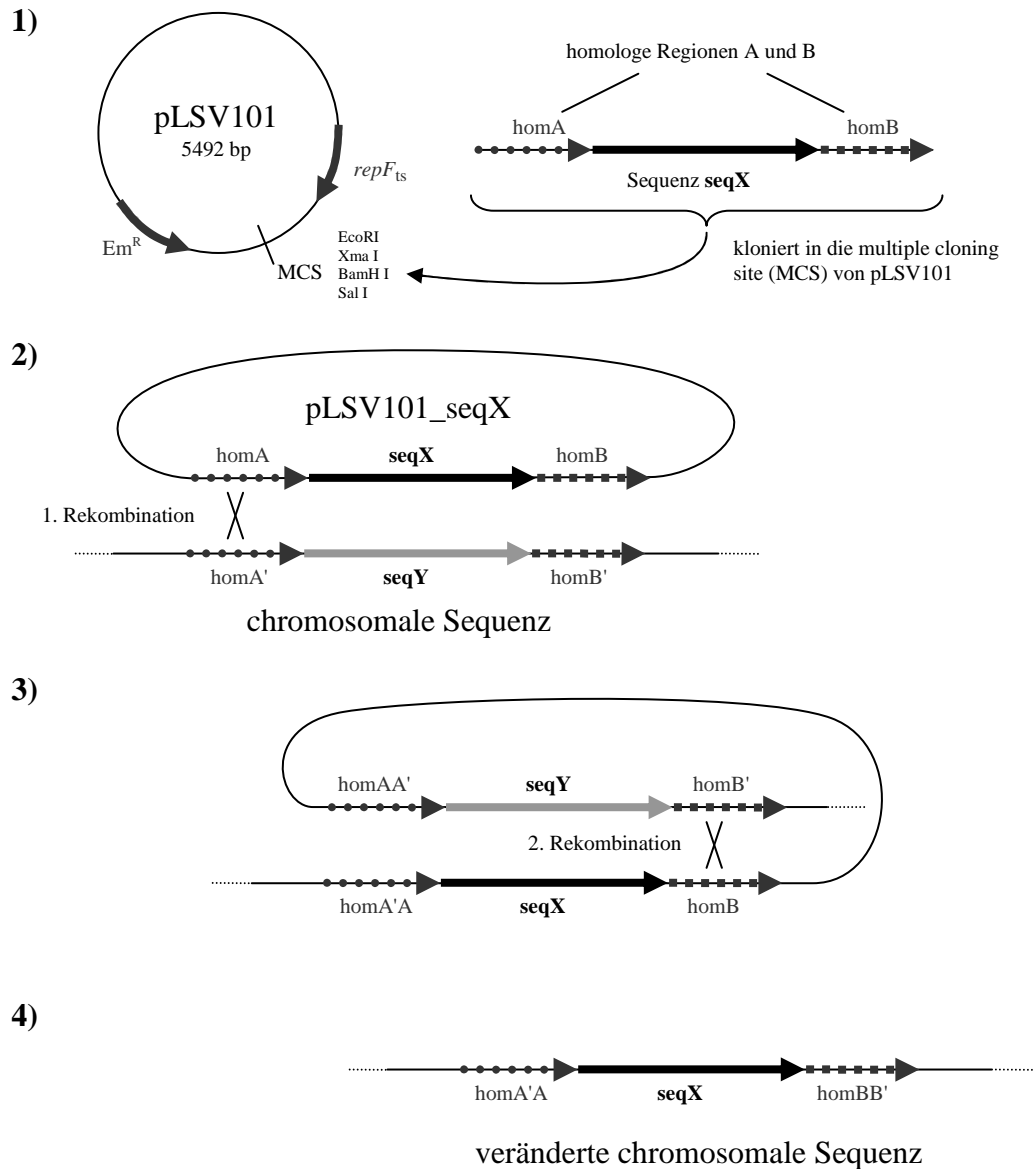 1)
homologe Regionen A und B
pLSV101
5492 bp
homA
homB
repFts
Sequenz seqX
EmR
MCS
EcoRI
Xma I
BamH I
Sal I
kloniert in die multiple cloning
site (MCS) von pLSV101
2)
pLSV101_seqX
homA
seqX
homB
1. Rekombination
homA'
seqY
homB'
chromosomale Sequenz
3)
homAA'
seqY
homB'
2. Rekombination
homA'A
seqX
homB
4)
homA'A
seqX
homBB'
veränderte chromosomale Sequenz